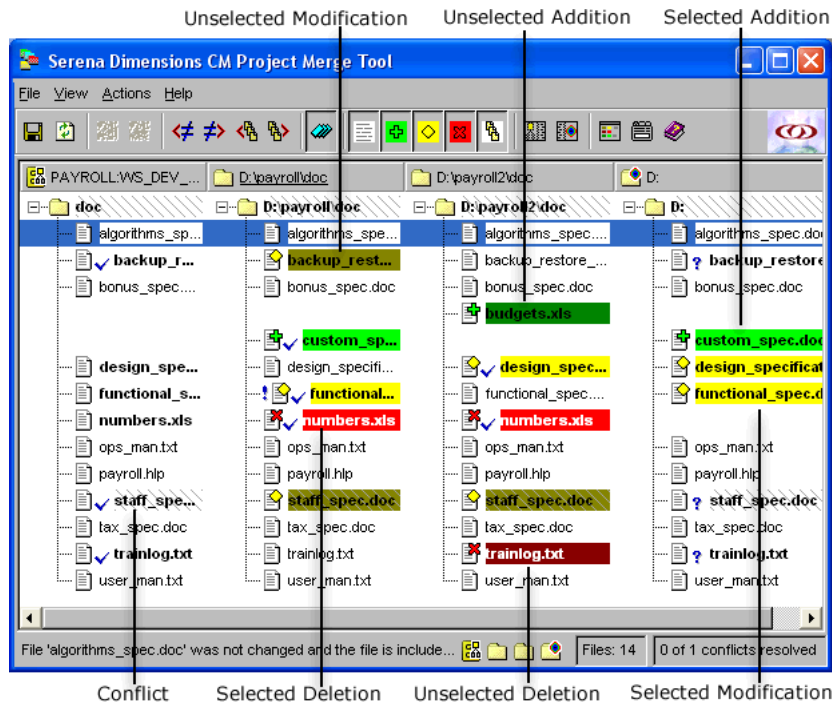 Unselected Modification Unselected Addition Selected Addition
Serena Dimensions CM Project Merge Tool
File View Actions Help
PAYROLL:WS_DEV_... D:\payroll\doc D:\payroll2\doc D:
doc D:\payroll\doc D:\payroll2\doc D:
algorithms_sp... algorithms_spe... algorithms_spec.... algorithms_spec.doc
backup_r... backup_rest... backup_restore_... ? backup_restore
bonus_spec.... bonus_spec.doc bonus_spec.doc bonus_spec.doc
budgets.xls
custom_sp... custom_spec.doc
design_spe... design_specifi... design_spec... design_specificat
functional_s... ! functional... functional_spec.... functional_spec.d
numbers.xls numbers.xls numbers.xls
ops_man.txt ops_man.txt ops_man.txt ops_man.txt
payroll.hlp payroll.hlp payroll.hlp payroll.hlp
staff_spe... staff_spec.doc staff_spec.doc ? staff_spec.doc
tax_spec.doc tax_spec.doc tax_spec.doc tax_spec.doc
trainlog.txt trainlog.txt trainlog.txt ? trainlog.txt
user_man.txt user_man.txt user_man.txt user_man.txt
File 'algorithms_spec.doc' was not changed and the file is include... Files: 14 0 of 1 conflicts resolved
Conflict Selected Deletion Unselected Deletion Selected Modification